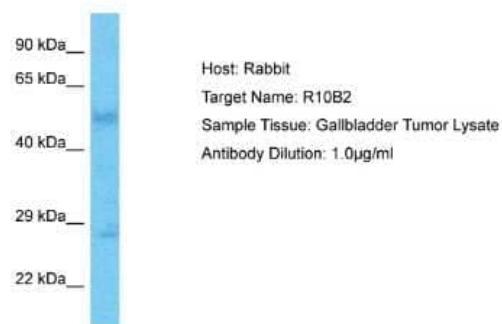 90 kDa
65 kDa
40 kDa
29 kDa
22 kDa
Host: Rabbit
Target Name: R10B2
Sample Tissue: Gallbladder Tumor Lysate
Antibody Dilution: 1.0µg/ml